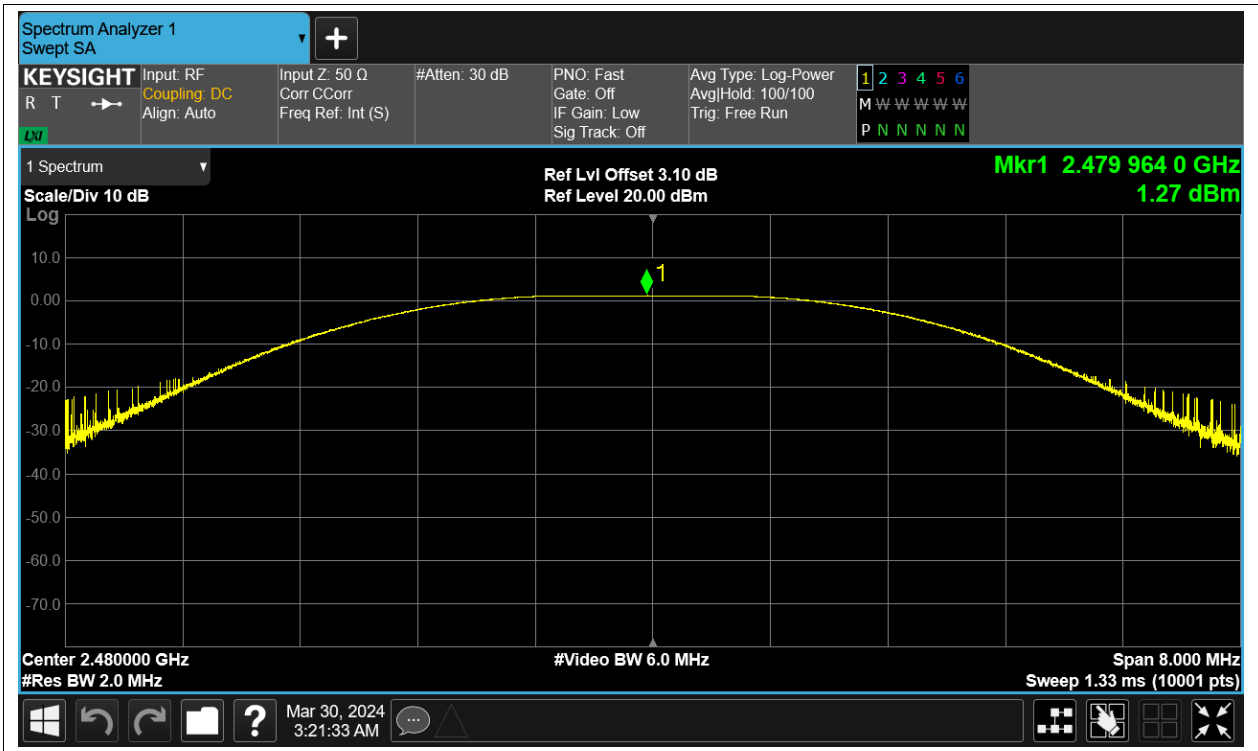 Spectrum Analyzer 1
Swept SA
KEYSIGHT
R T
LXI
Input: RF
Coupling: DC
Align: Auto
Input Z: 50 Ω
Corr CCorr
Freq Ref: Int (S)
#Atten: 30 dB
PNO: Fast
Gate: Off
IF Gain: Low
Sig Track: Off
Avg Type: Log-Power
Avg|Hold: 100/100
Trig: Free Run
1 2 3 4 5 6
M W W W W W
P N N N N N
1 Spectrum
Scale/Div 10 dB
Log
Ref Lvl Offset 3.10 dB
Ref Level 20.00 dBm
Mkr1 2.479 964 0 GHz
1.27 dBm
1
10.0
0.00
-10.0
-20.0
-30.0
-40.0
-50.0
-60.0
-70.0
Center 2.480000 GHz
#Res BW 2.0 MHz
#Video BW 6.0 MHz
Span 8.000 MHz
Sweep 1.33 ms (10001 pts)
?
Mar 30, 2024
3:21:33 AM